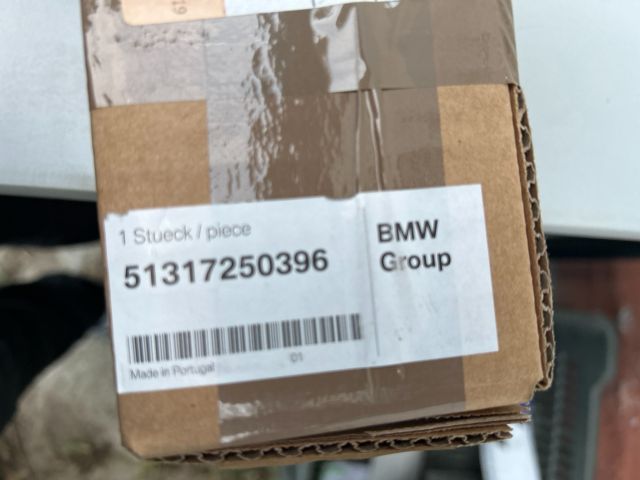 1 Stueck / piece
51317250396
BMW
Group
Made in Portugal
01